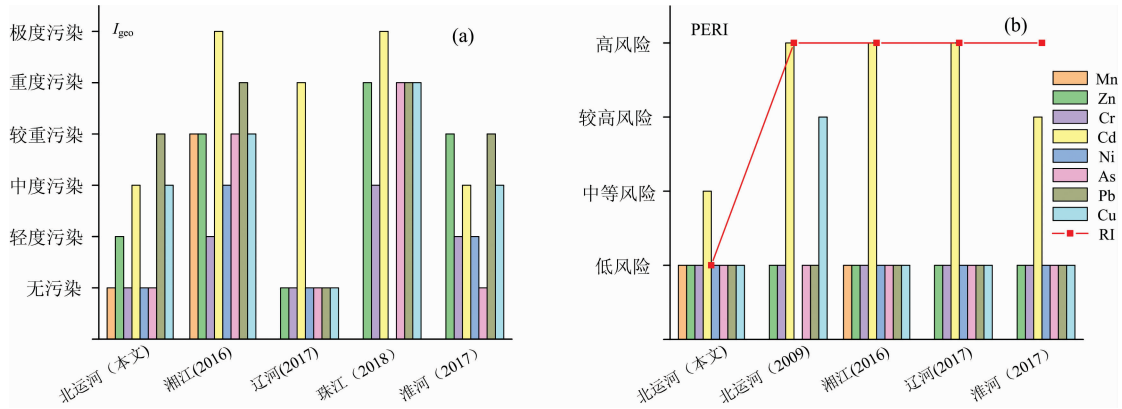 I_geo
(a)
极度污染
重度污染
较重污染
中度污染
轻度污染
无污染
北运河（本文）
湘江(2016)
辽河(2017)
珠江（2018）
淮河（2017）
PERI
(b)
高风险
较高风险
中等风险
低风险
北运河（本文）
北运河（2009）
湘江(2016)
辽河(2017)
淮河（2017）
Mn
Zn
Cr
Cd
Ni
As
Pb
Cu
RI